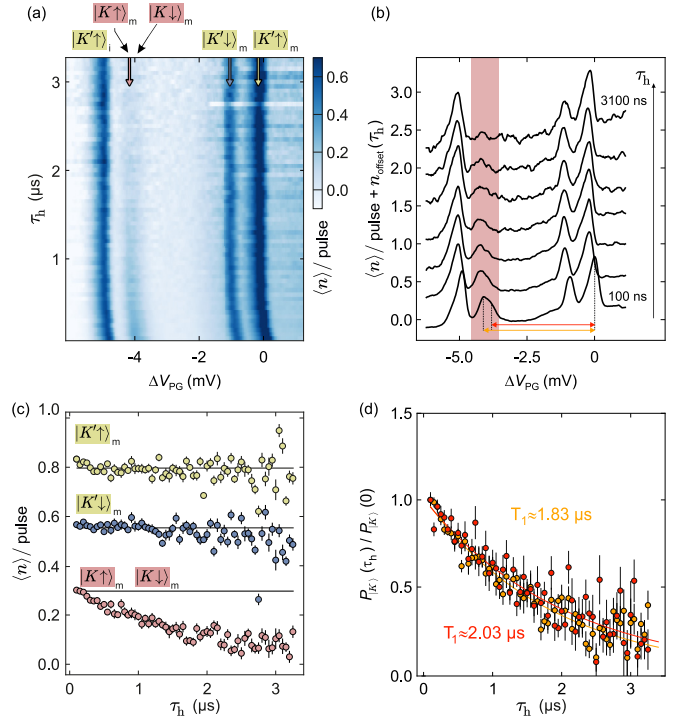 (a)
|K↑⟩m |K↓⟩m
|K'↑⟩i |K'↓⟩m |K'↑⟩m
3
2
1
τh (µs)
-4 -2 0
ΔVPG (mV)
0.6
0.4
0.2
0.0
⟨n⟩ / pulse
(b)
τh
3100 ns
100 ns
3.0
2.5
2.0
1.5
1.0
0.5
0.0
⟨n⟩ / pulse + noffset (τh)
-5.0 -2.5 0
ΔVPG (mV)
(c)
|K'↑⟩m
|K'↓⟩m
|K↑⟩m |K↓⟩m
1.0
0.8
0.6
0.4
0.2
0.0
⟨n⟩ / pulse
0 1 2 3
τh (µs)
(d)
T1≈1.83 µs
T1≈2.03 µs
1.5
1.0
0.5
0.0
P|K⟩ (τh) / P|K⟩ (0)
0 1 2 3
τh (µs)